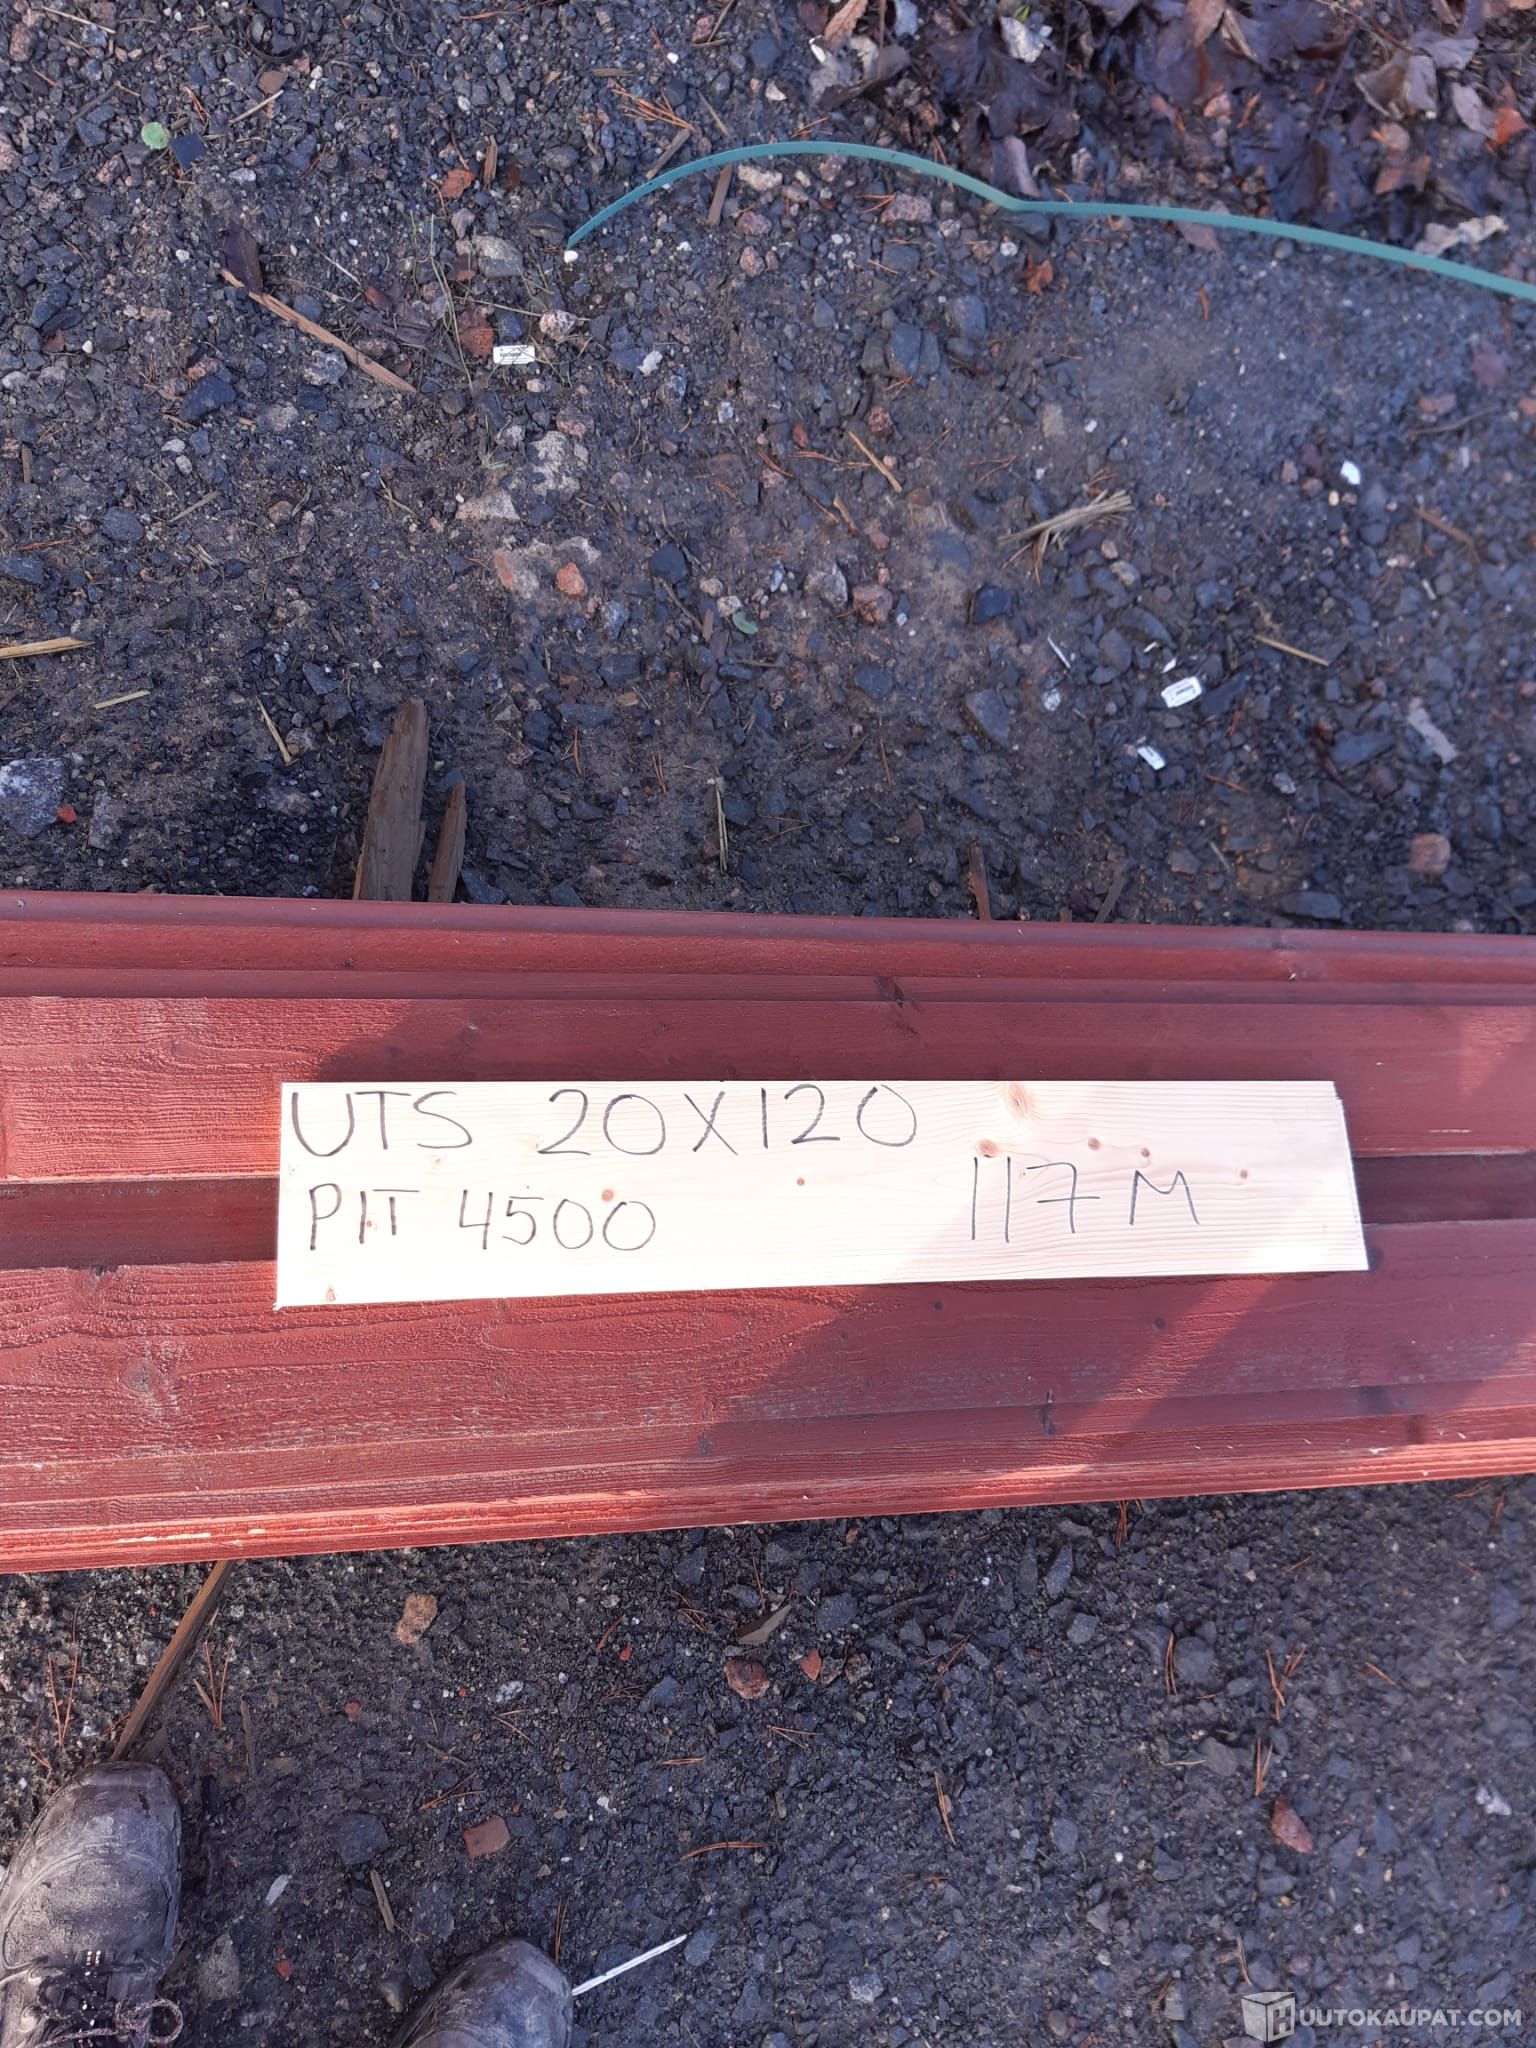 UTS 20X120
PIT 4500 117 M
HUUTOKAUPAT.COM